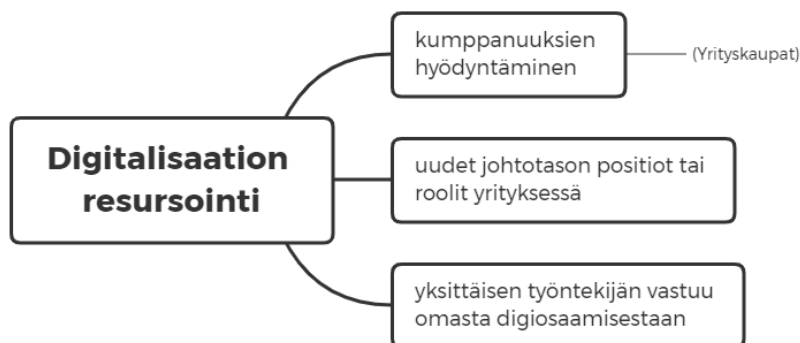 kumppanuuksien
hyödyntäminen
(Yrityskaupat)
Digitalisaation
resursointi
uudet johtotason positiot tai
roolit yrityksessä
yksittäisen työntekijän vastuu
omasta digiosaamisestaan